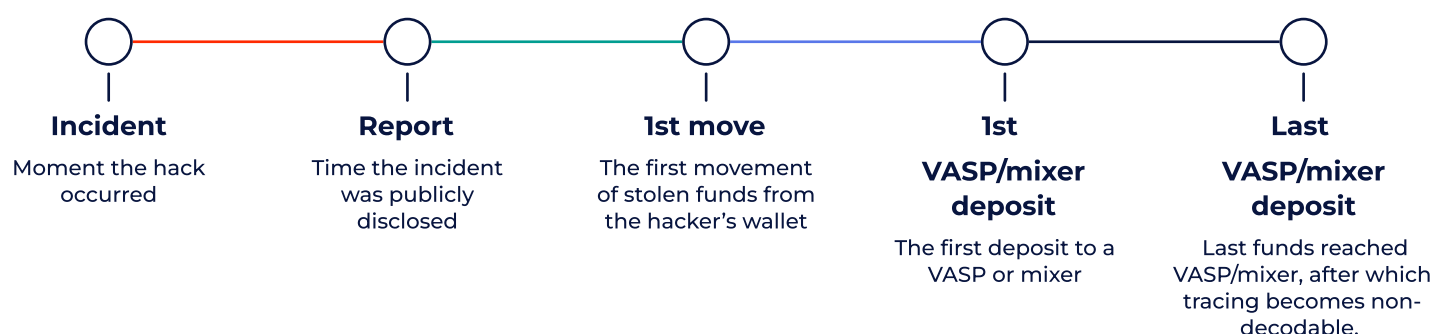 Incident
Moment the hack
occurred
Report
Time the incident
was publicly
disclosed
1st move
The first movement
of stolen funds from
the hacker’s wallet
1st
VASP/mixer
deposit
The first deposit to a
VASP or mixer
Last
VASP/mixer
deposit
Last funds reached
VASP/mixer, after which
tracing becomes non-
decodable.